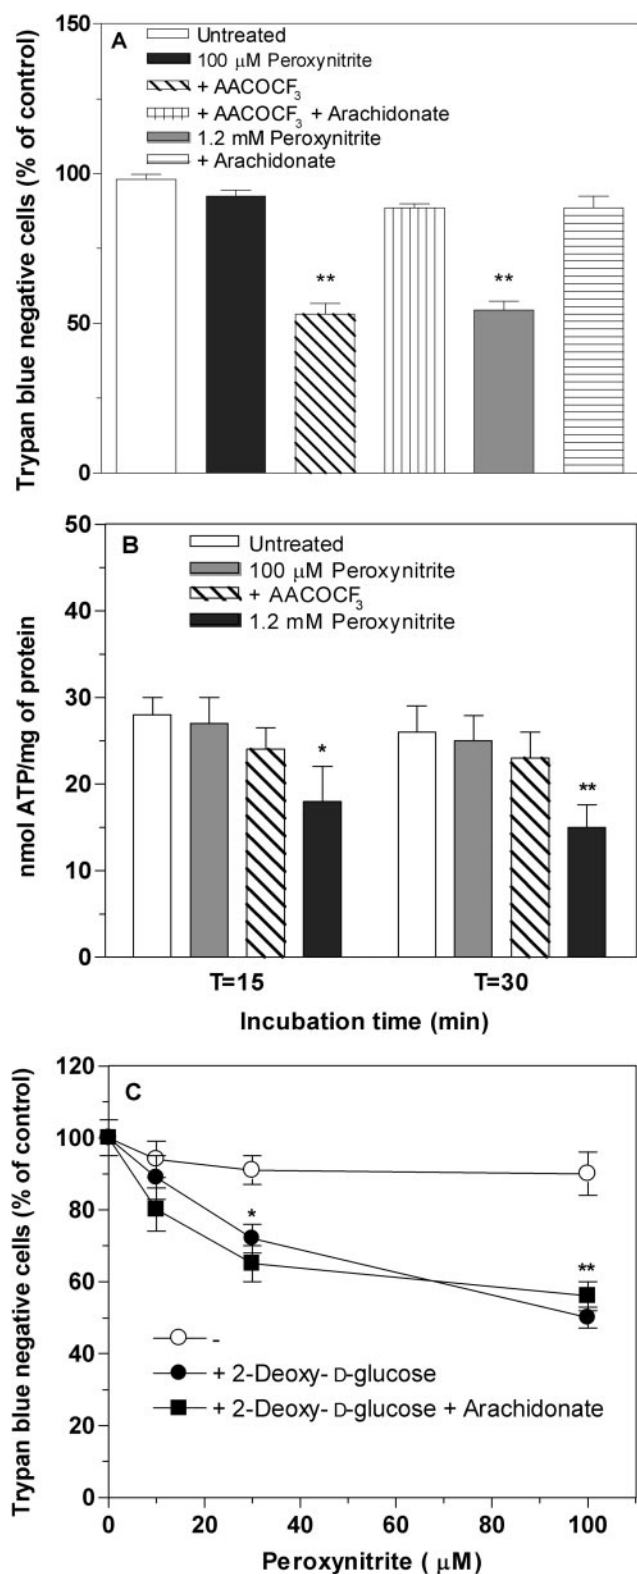 A
Untreated
100 μM Peroxynitrite
+ AACOCF3
+ AACOCF3 + Arachidonate
1.2 mM Peroxynitrite
+ Arachidonate
Trypan blue negative cells (% of control)
150
100
50
0
**
**
B
Untreated
100 μM Peroxynitrite
+ AACOCF3
1.2 mM Peroxynitrite
nmol ATP/mg of protein
50
40
30
20
10
0
*
**
T=15
T=30
Incubation time (min)
C
Trypan blue negative cells (% of control)
120
100
80
60
40
20
0
*
**
-
+ 2-Deoxy- D-glucose
+ 2-Deoxy- D-glucose + Arachidonate
0 20 40 60 80 100
Peroxynitrite ( μM)